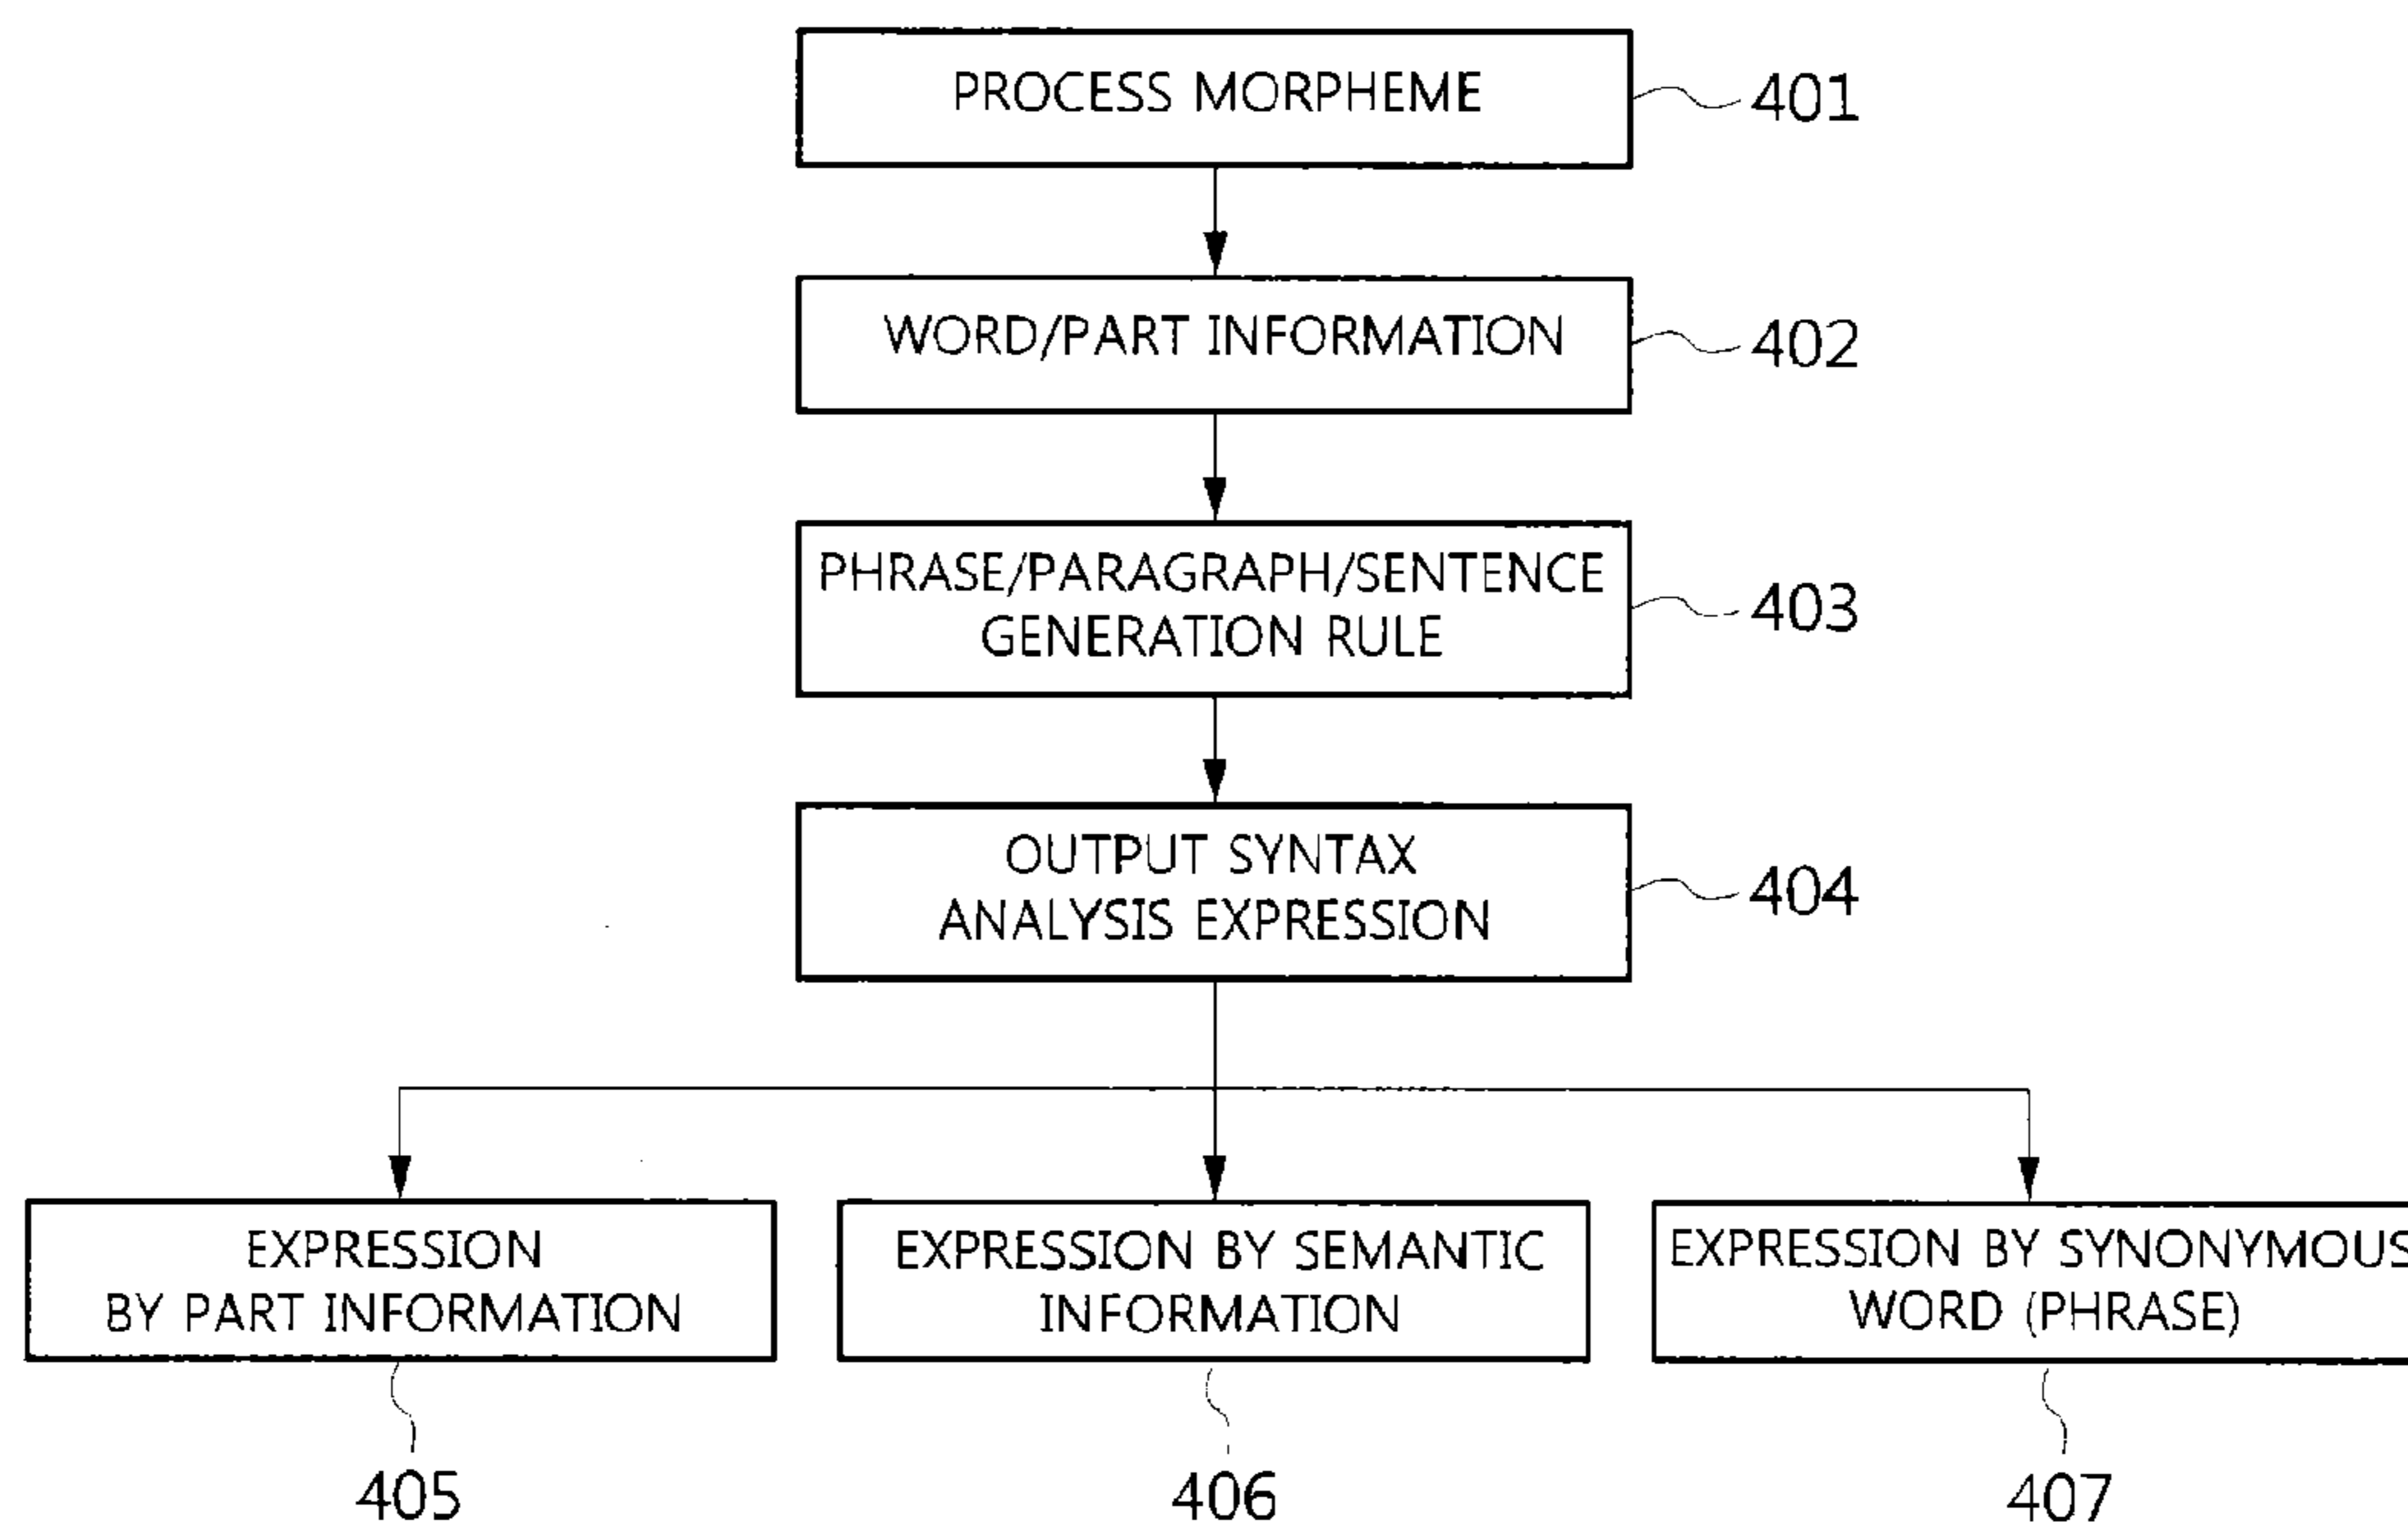 PROCESS MORPHEME
401
WORD/PART INFORMATION
402
PHRASE/PARAGRAPH/SENTENCE
GENERATION RULE
403
OUTPUT SYNTAX
ANALYSIS EXPRESSION
404
EXPRESSION
BY PART INFORMATION
EXPRESSION BY SEMANTIC
INFORMATION
EXPRESSION BY SYNONYMOUS
WORD (PHRASE)
405
406
407